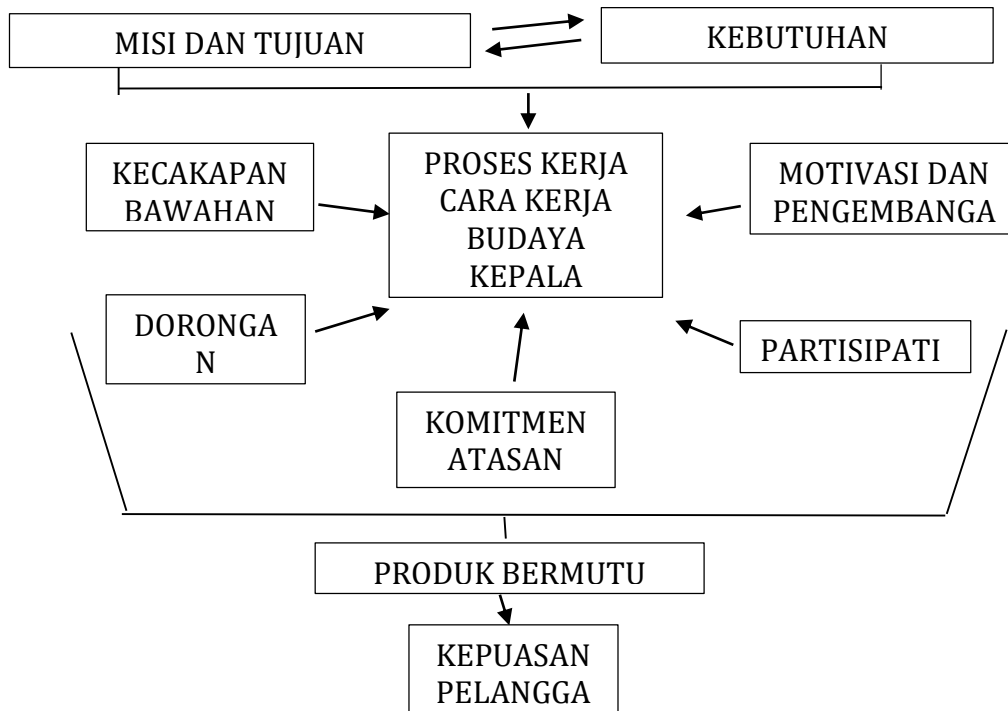 MISI DAN TUJUAN
KEBUTUHAN
KECAKAPAN
BAWAHAN
PROSES KERJA
CARA KERJA
BUDAYA
KEPALA
MOTIVASI DAN
PENGEMBANGA
DORONGA
N
PARTISIPATI
KOMITMEN
ATASAN
PRODUK BERMUTU
KEPUASAN
PELANGGA